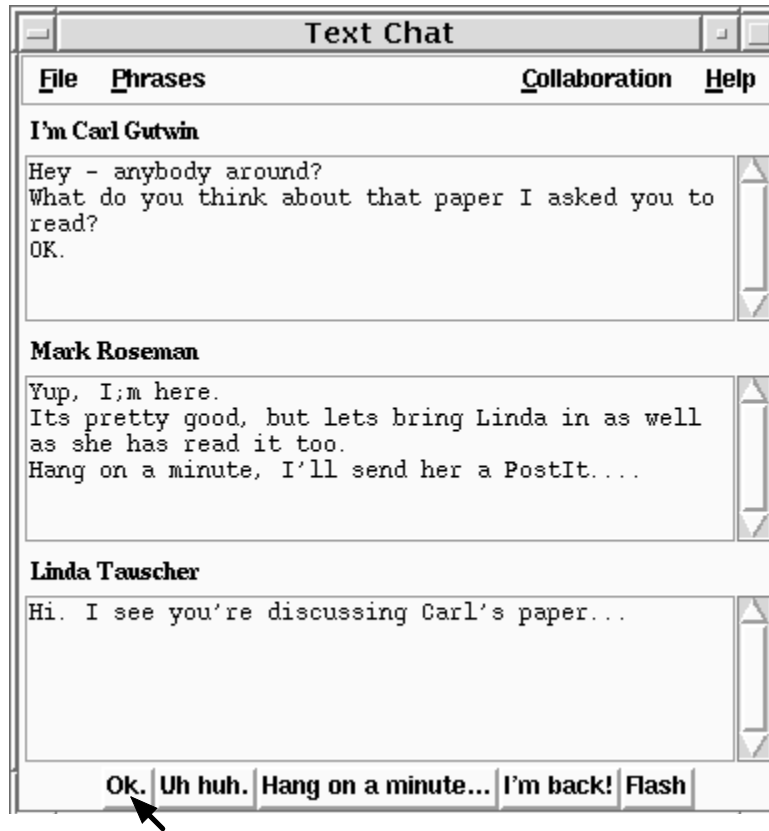 Text Chat
File Phrases Collaboration Help
I'm Carl Gutwin
Hey - anybody around?
What do you think about that paper I asked you to
read?
OK.
Mark Roseman
Yup, I;m here.
Its pretty good, but lets bring Linda in as well
as she has read it too.
Hang on a minute, I'll send her a PostIt....
Linda Tauscher
Hi. I see you're discussing Carl's paper...
Ok. Uh huh. Hang on a minute... I'm back! Flash